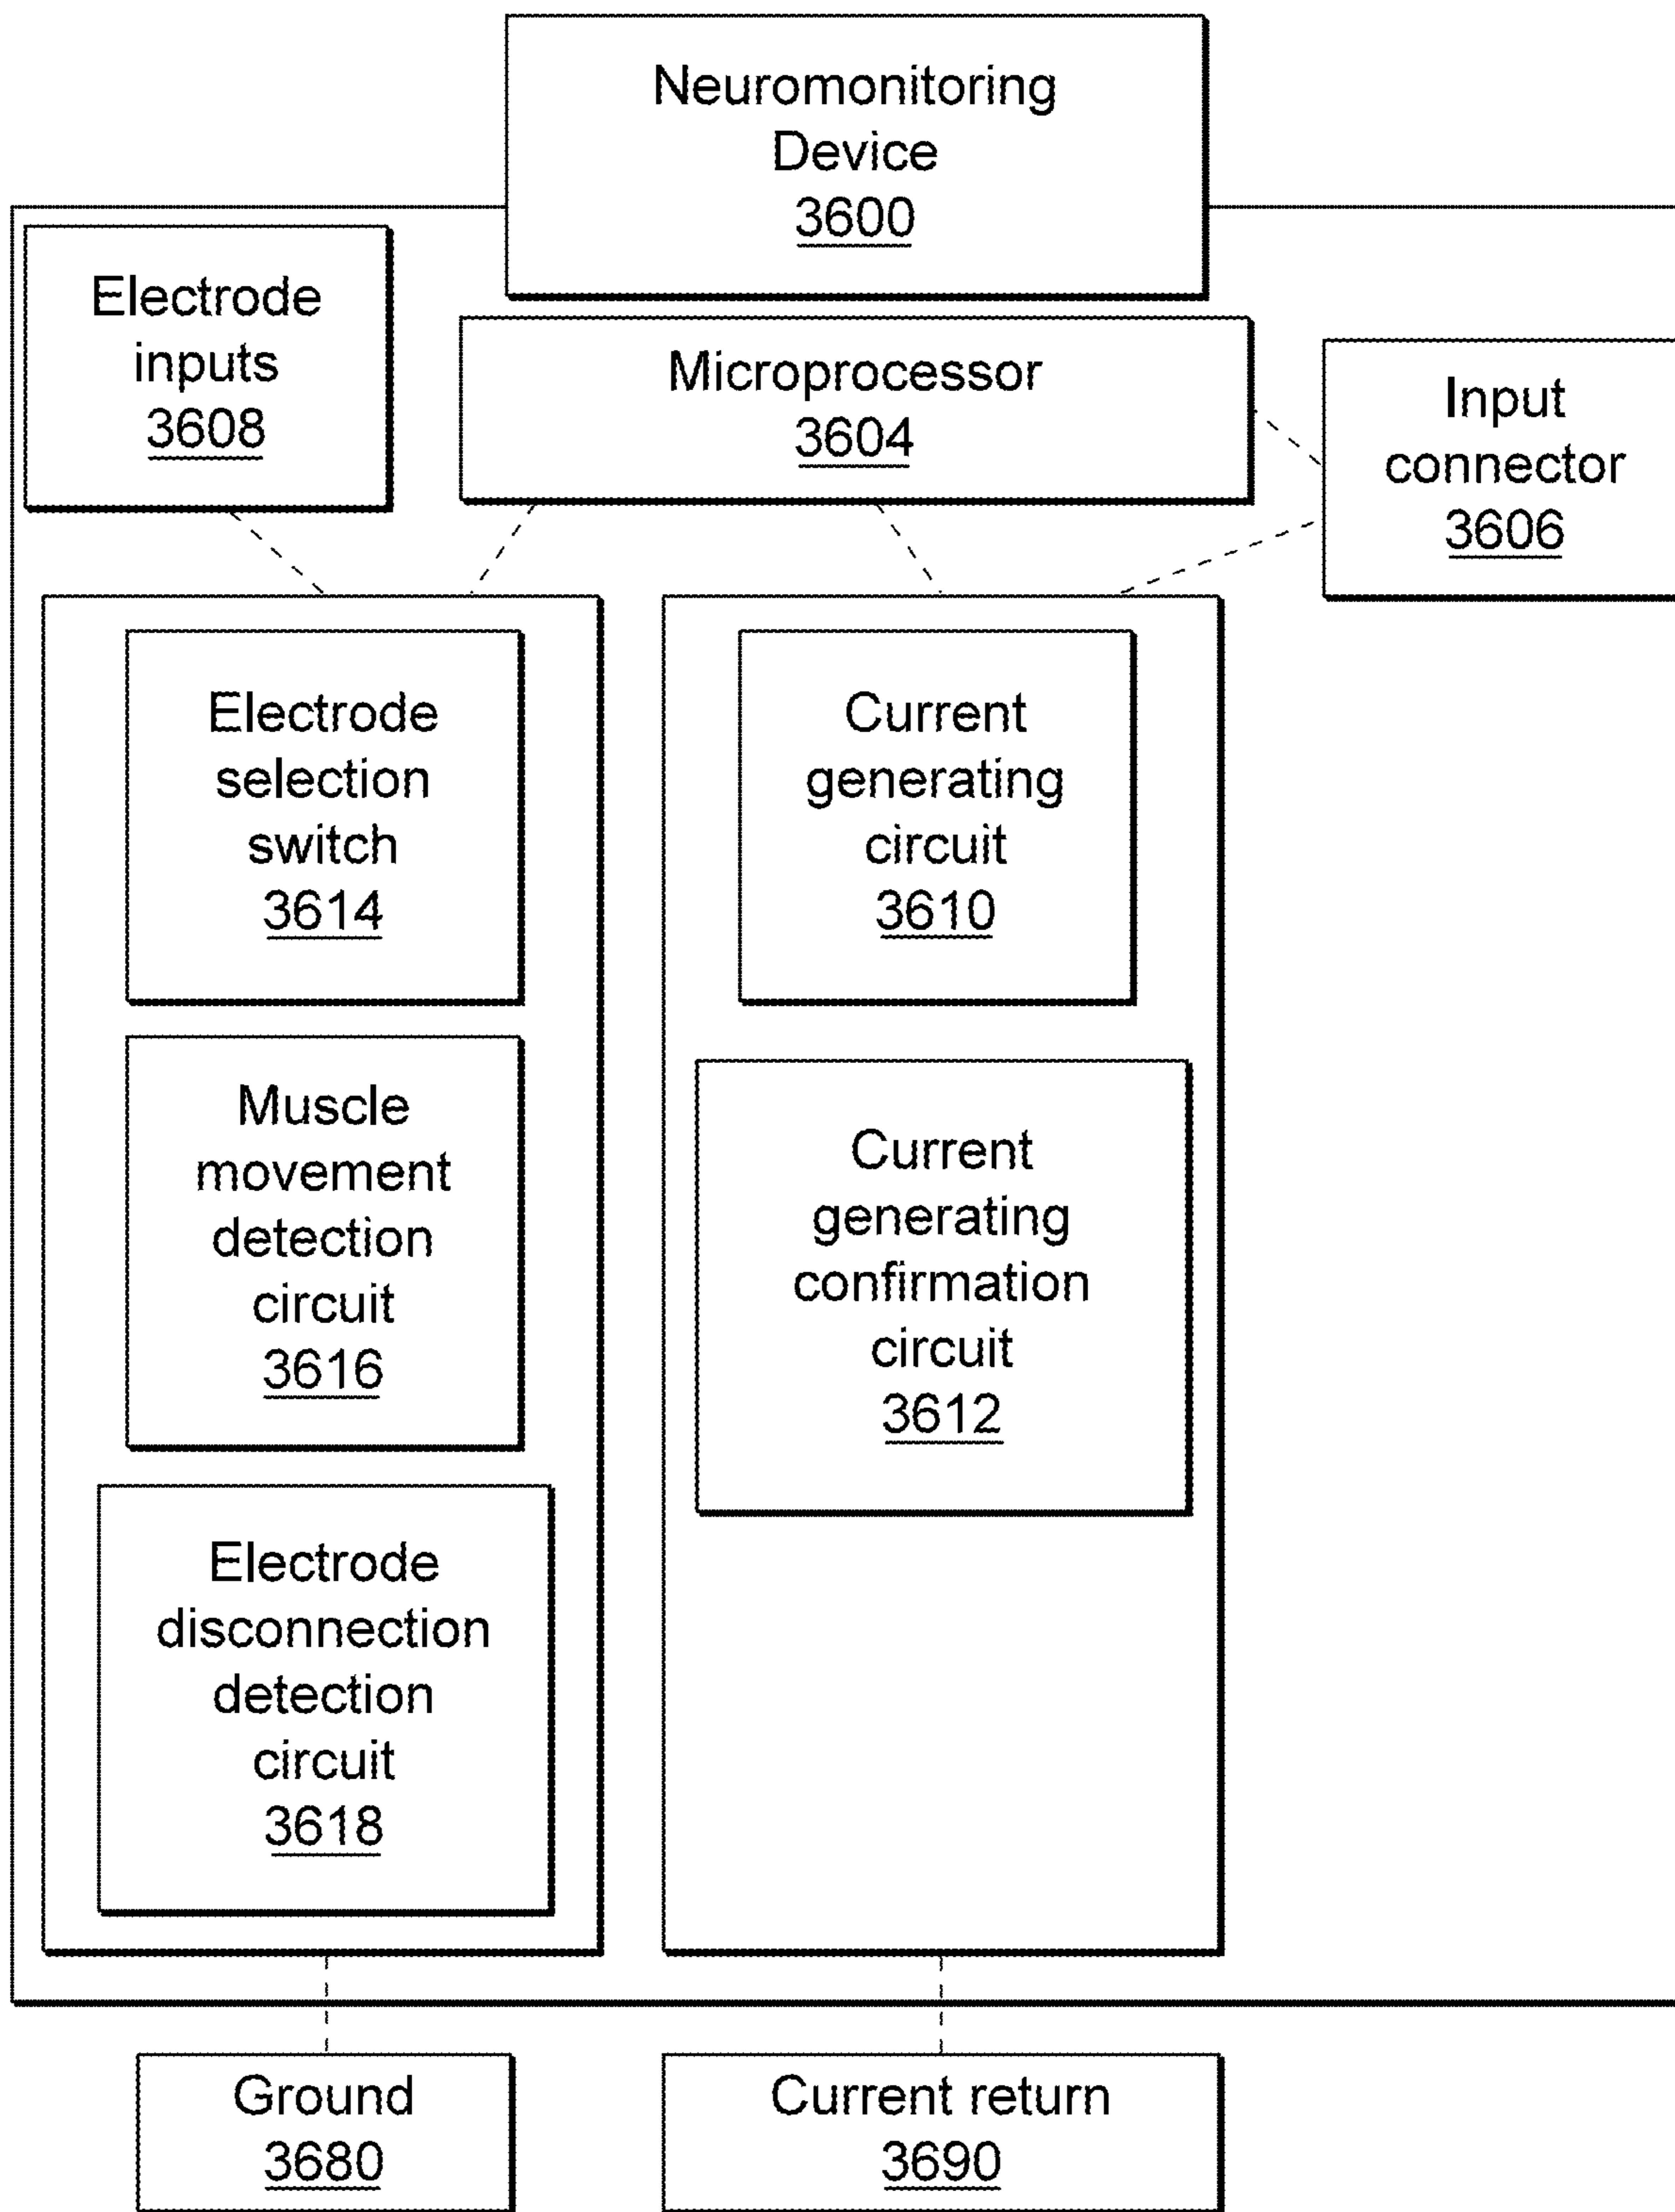 Neuromonitoring
Device
3600
Electrode
inputs
3608
Microprocessor
3604
Input
connector
3606
Electrode
selection
switch
3614
Current
generating
circuit
3610
Muscle
movement
detection
circuit
3616
Current
generating
confirmation
circuit
3612
Electrode
disconnection
detection
circuit
3618
Ground
3680
Current return
3690